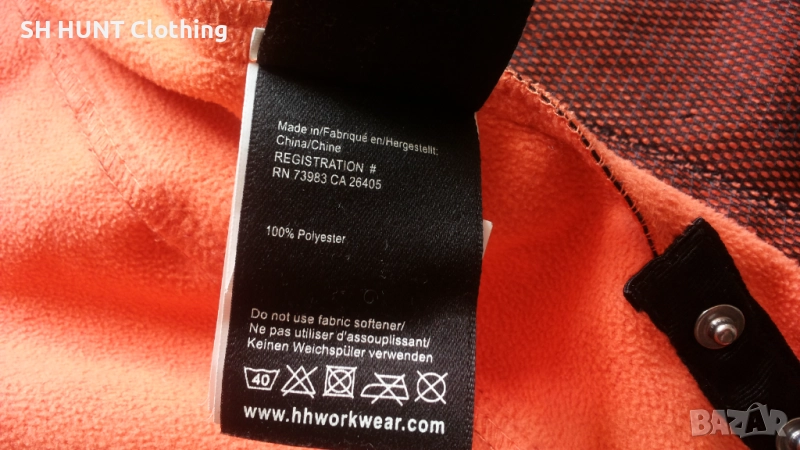 SH HUNT Clothing
Made in/Fabriqué en/Hergestellt:
China/Chine
REGISTRATION #
RN 73983 CA 26405
100% Polyester
Do not use fabric softener/
Ne pas utiliser d'assouplissant/
Keinen Weichspüler verwenden
40
www.hhworkwear.com
BAZAR